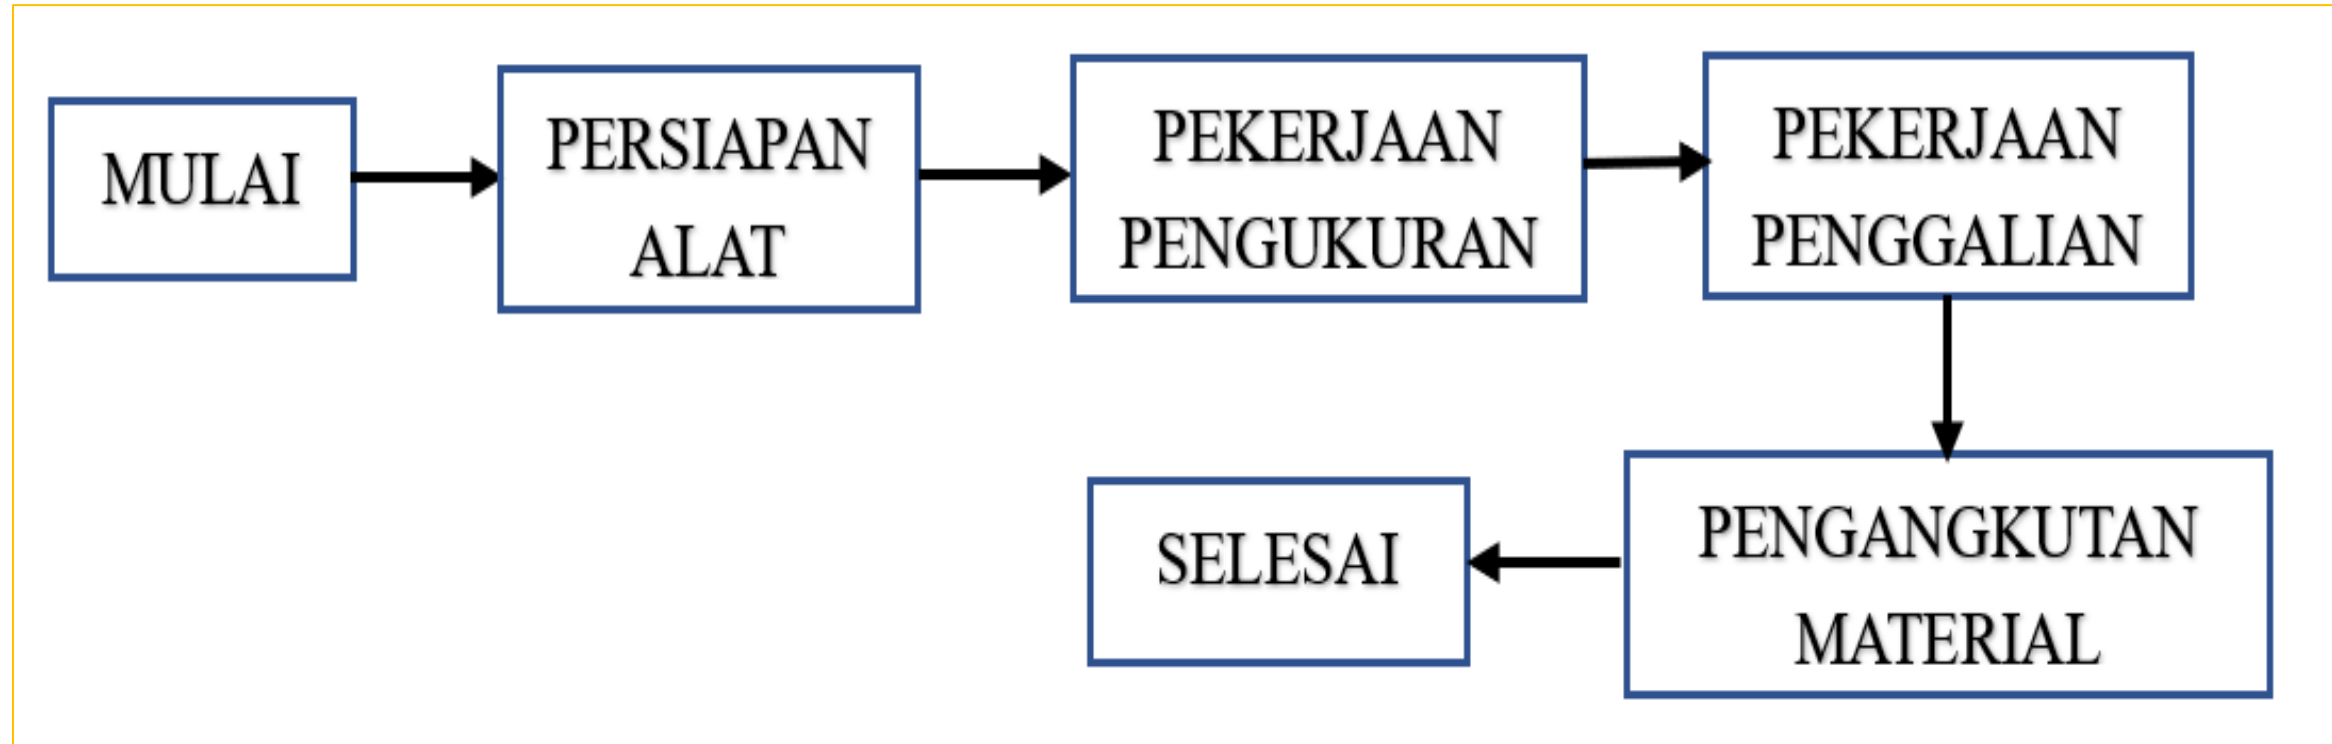 MULAI
PERSIAPAN
ALAT
PEKERJAAN
PENGUKURAN
PEKERJAAN
PENGGALIAN
PENGANGKUTAN
MATERIAL
SELESAI